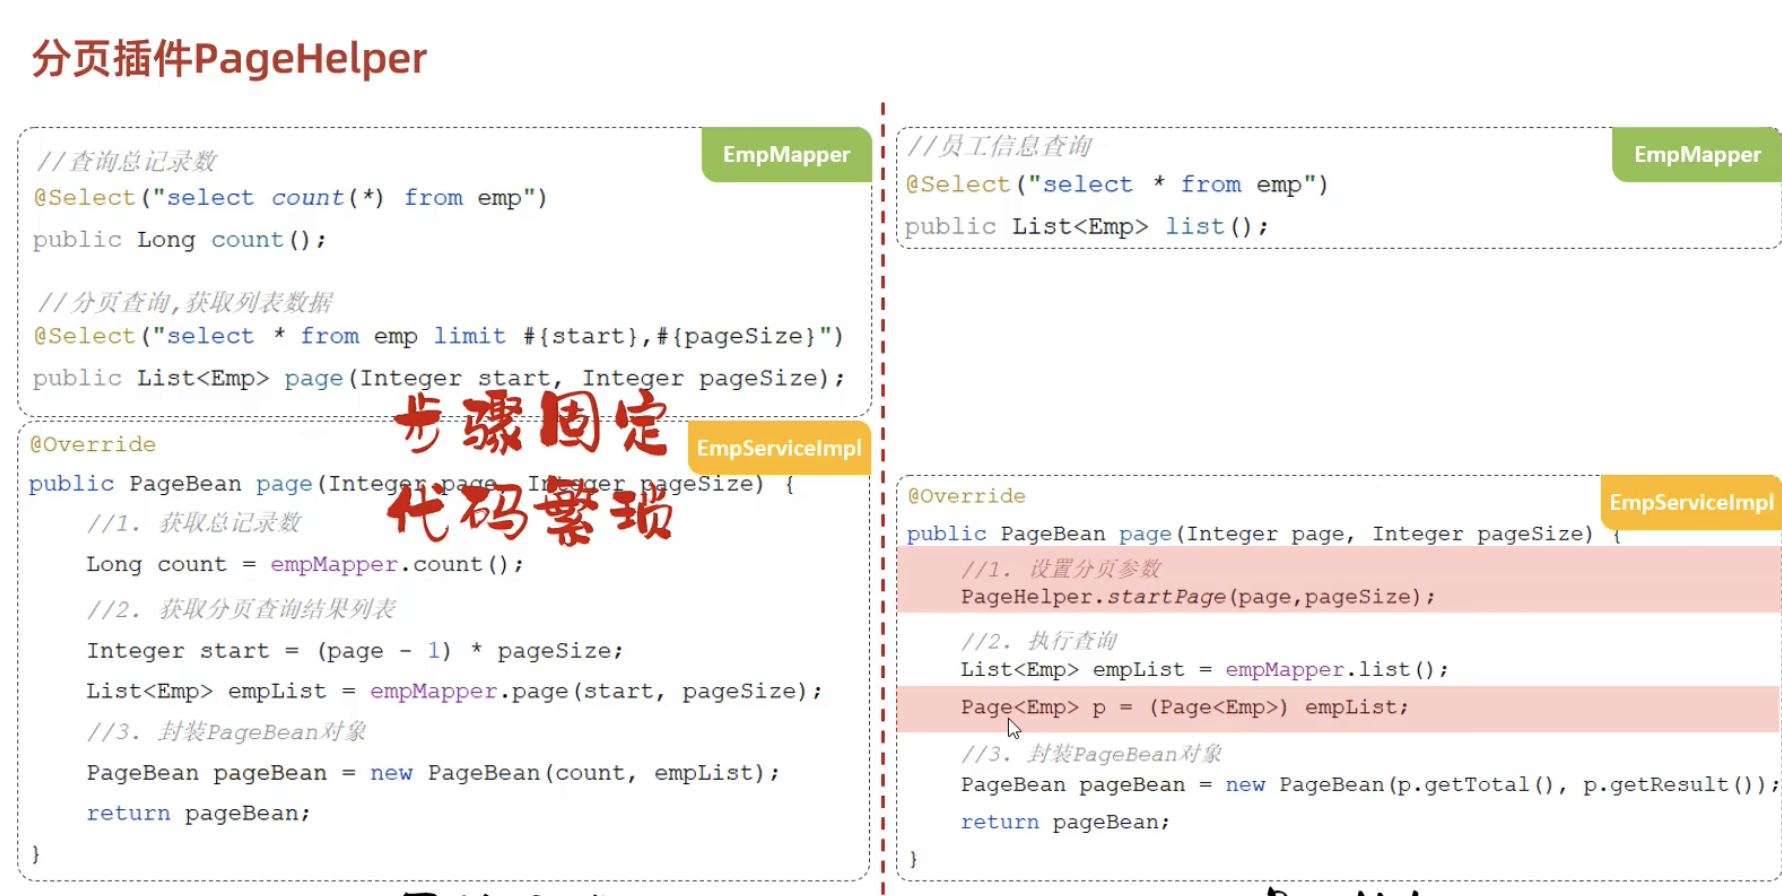 分页插件PageHelper
//查询总记录数
EmpMapper
@Select("select count(*) from emp")
public Long count();
//分页查询,获取列表数据
@Select("select * from emp limit #{start},#{pageSize}")
public List<Emp> page(Integer start, Integer pageSize);
步骤固定
代码繁琐
@Override
EmpServiceImpl
public PageBean page(Integer page, Integer pageSize) {
//1. 获取总记录数
Long count = empMapper.count();
//2. 获取分页查询结果列表
Integer start = (page - 1) * pageSize;
List<Emp> empList = empMapper.page(start, pageSize);
//3. 封装PageBean对象
PageBean pageBean = new PageBean(count, empList);
return pageBean;
}
//员工信息查询
EmpMapper
@Select("select * from emp")
public List<Emp> list();
@Override
EmpServiceImpl
public PageBean page(Integer page, Integer pageSize) {
//1. 设置分页参数
PageHelper.startPage(page,pageSize);
//2. 执行查询
List<Emp> empList = empMapper.list();
Page<Emp> p = (Page<Emp>) empList;
//3. 封装PageBean对象
PageBean pageBean = new PageBean(p.getTotal(), p.getResult());
return pageBean;
}